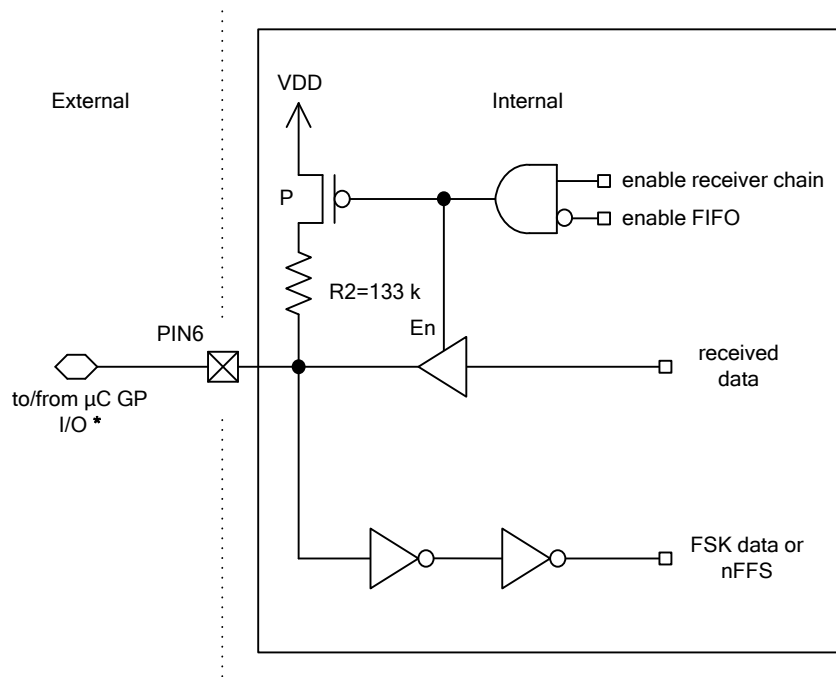 External
Internal
VDD
P
enable receiver chain
enable FIFO
R2=133 k
PIN6
En
to/from µC GP
I/O *
received
data
FSK data or
nFFS